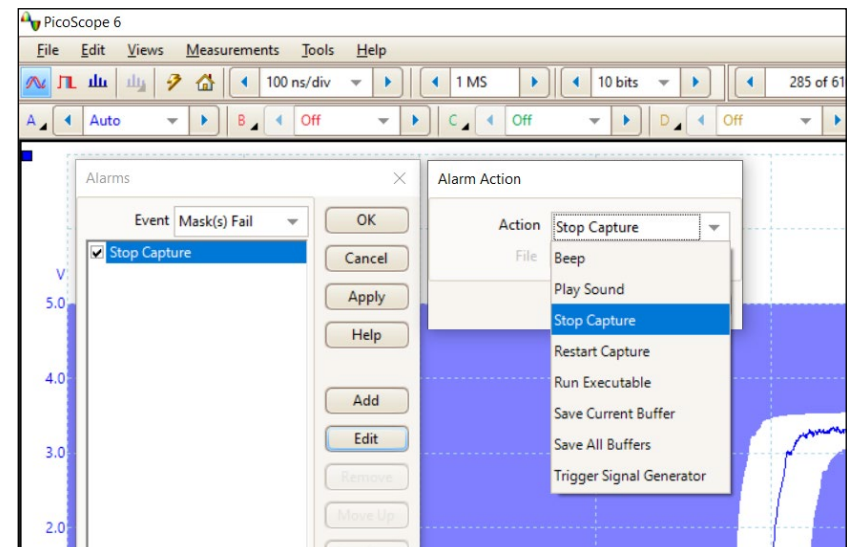 PicoScope 6
File Edit Views Measurements Tools Help
100 ns/div 1 MS 10 bits 285 of 61
A Auto B Off C Off D Off
Alarms
Event Mask(s) Fail
Stop Capture
OK
Cancel
Apply
Help
Add
Edit
Remove
Move Up
Alarm Action
Action Stop Capture
File
Beep
Play Sound
Stop Capture
Restart Capture
Run Executable
Save Current Buffer
Save All Buffers
Trigger Signal Generator
V
5.0
4.0
3.0
2.0